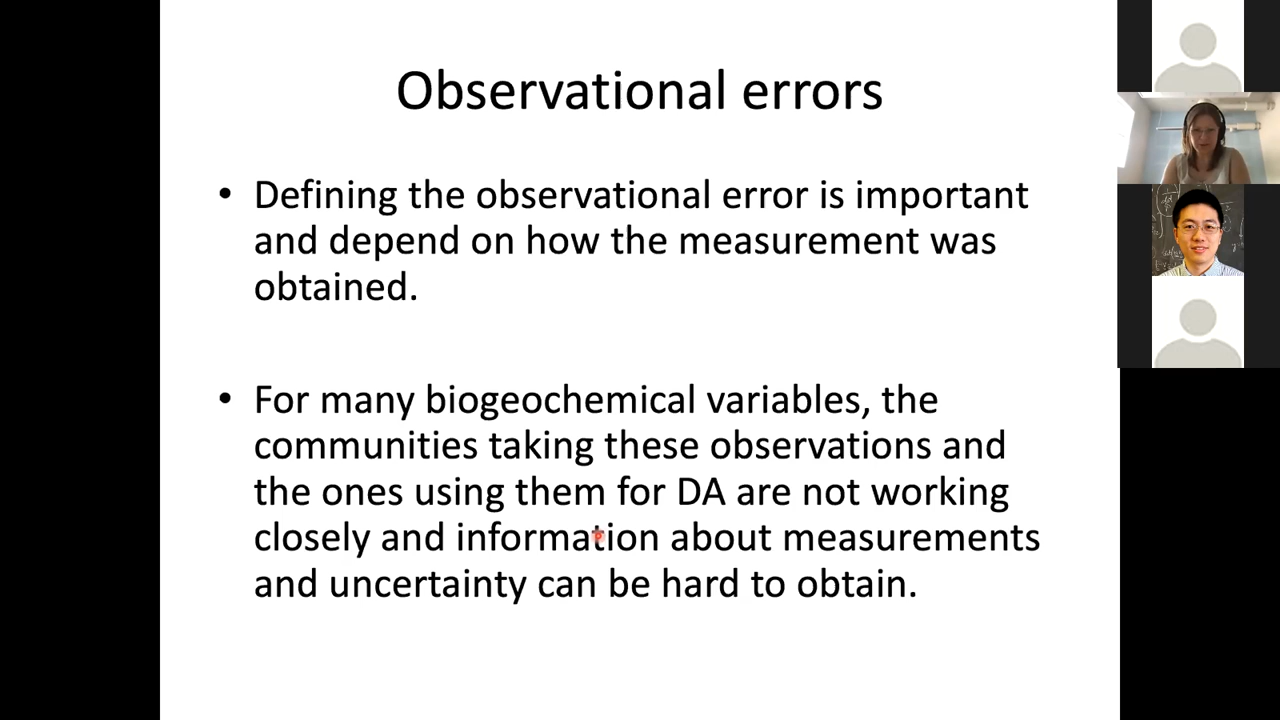 Observational errors
• Defining the observational error is important
and depend on how the measurement was
obtained.
• For many biogeochemical variables, the
communities taking these observations and
the ones using them for DA are not working
closely and information about measurements
and uncertainty can be hard to obtain.